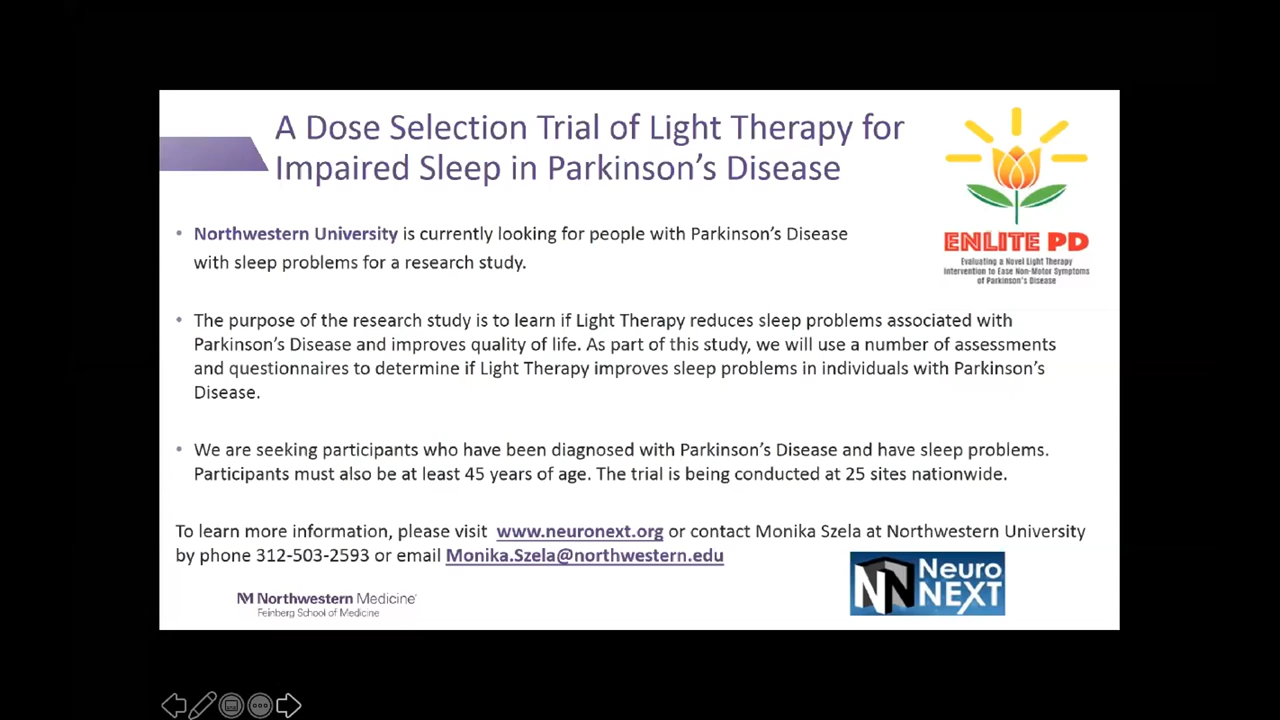 A Dose Selection Trial of Light Therapy for
Impaired Sleep in Parkinson's Disease
ENLITE PD
Evaluating a Novel Light Therapy
Intervention to Ease Non-Motor Symptoms
of Parkinson's Disease
• Northwestern University is currently looking for people with Parkinson's Disease
with sleep problems for a research study.
• The purpose of the research study is to learn if Light Therapy reduces sleep problems associated with
Parkinson's Disease and improves quality of life. As part of this study, we will use a number of assessments
and questionnaires to determine if Light Therapy improves sleep problems in individuals with Parkinson's
Disease.
• We are seeking participants who have been diagnosed with Parkinson's Disease and have sleep problems.
Participants must also be at least 45 years of age. The trial is being conducted at 25 sites nationwide.
To learn more information, please visit www.neuronext.org or contact Monika Szela at Northwestern University
by phone 312-503-2593 or email Monika.Szela@northwestern.edu
M Northwestern Medicine®
Feinberg School of Medicine
NN Neuro
NEXT